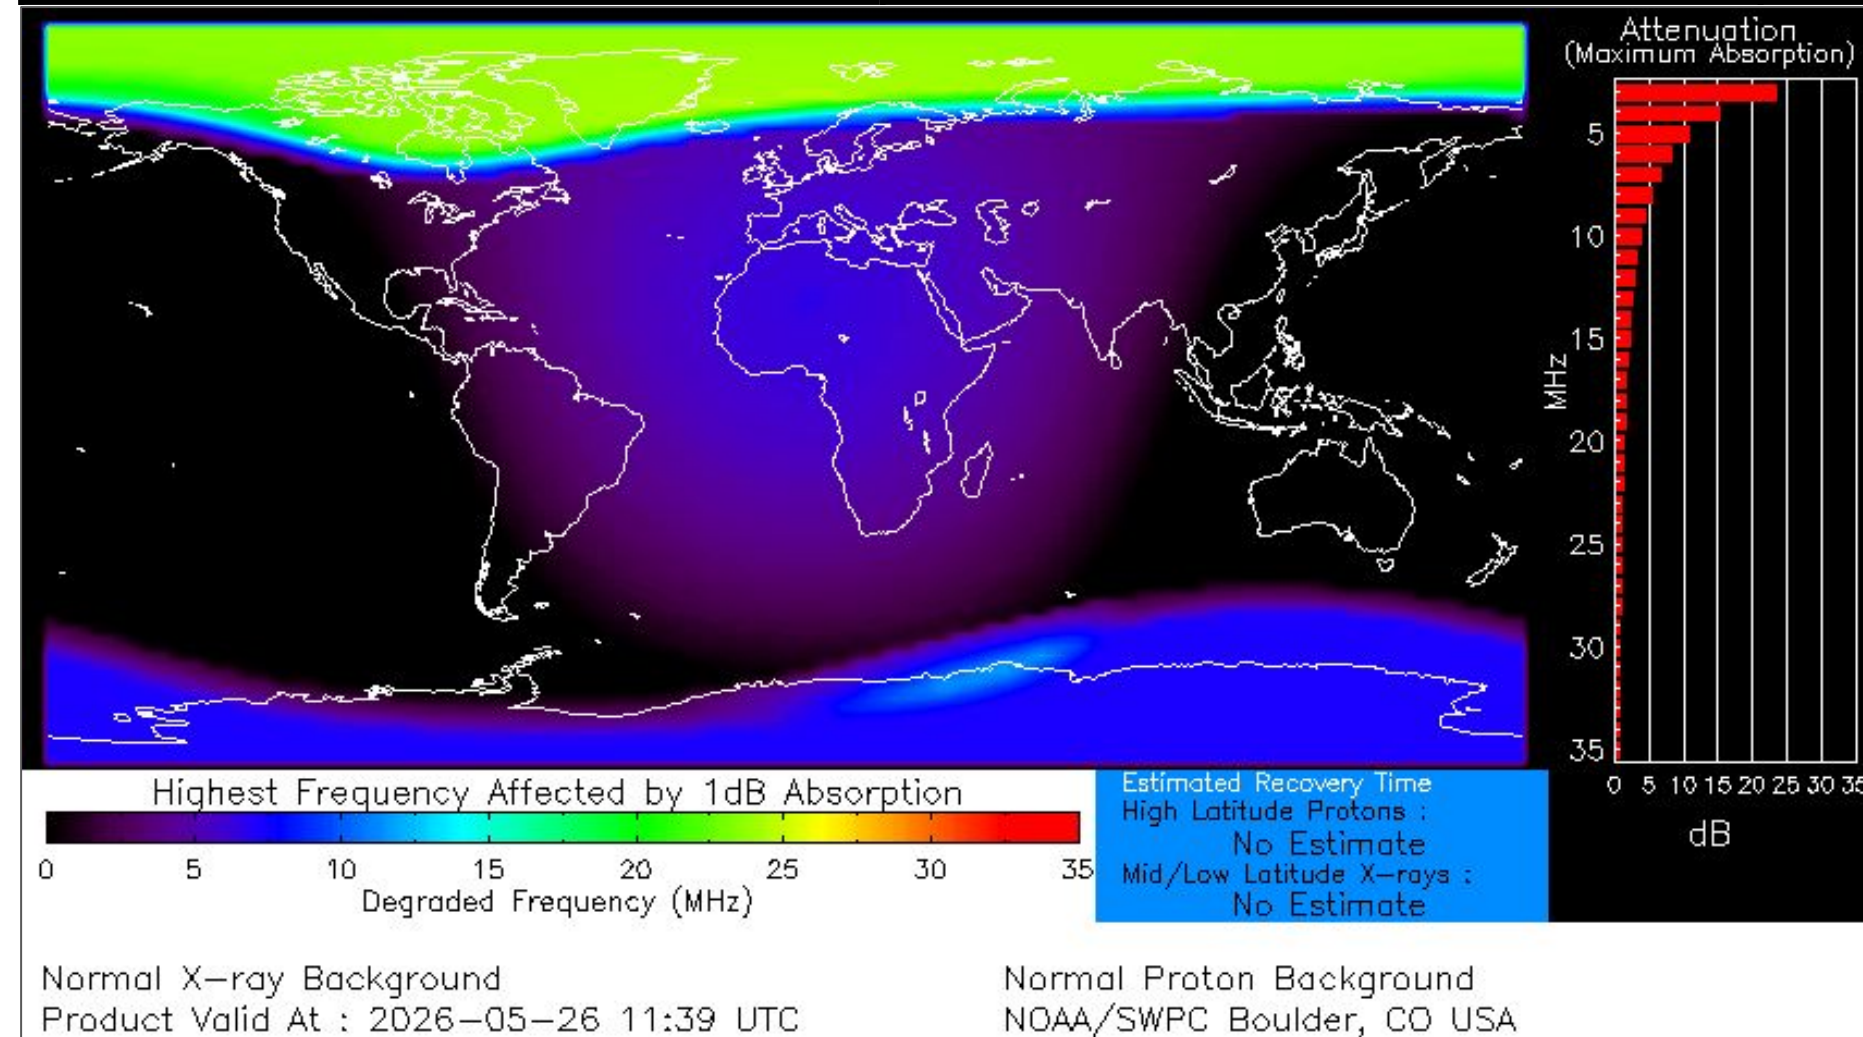 Attenuation
(Maximum Absorption)
5
10
15
20
25
30
35
MHz
0 5 10 15 20 25 30 35
dB
Highest Frequency Affected by 1dB Absorption
0 5 10 15 20 25 30 35
Degraded Frequency (MHz)
Estimated Recovery Time
High Latitude Protons :
No Estimate
Mid/Low Latitude X-rays :
No Estimate
Normal X-ray Background
Normal Proton Background
Product Valid At : 2026-05-26 11:39 UTC
NOAA/SWPC Boulder, CO USA